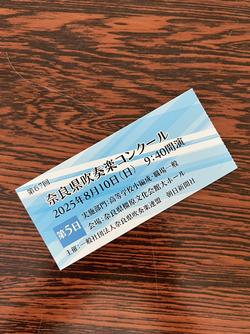 第67回
奈良県吹奏楽コンクール
2025年8月10日(日) 9:40開演
第5日
実施部門:高等学校小編成・職場一般
会場:奈良県橿原文化会館大ホール
主催:一般社団法人奈良県吹奏楽連盟 朝日新聞社